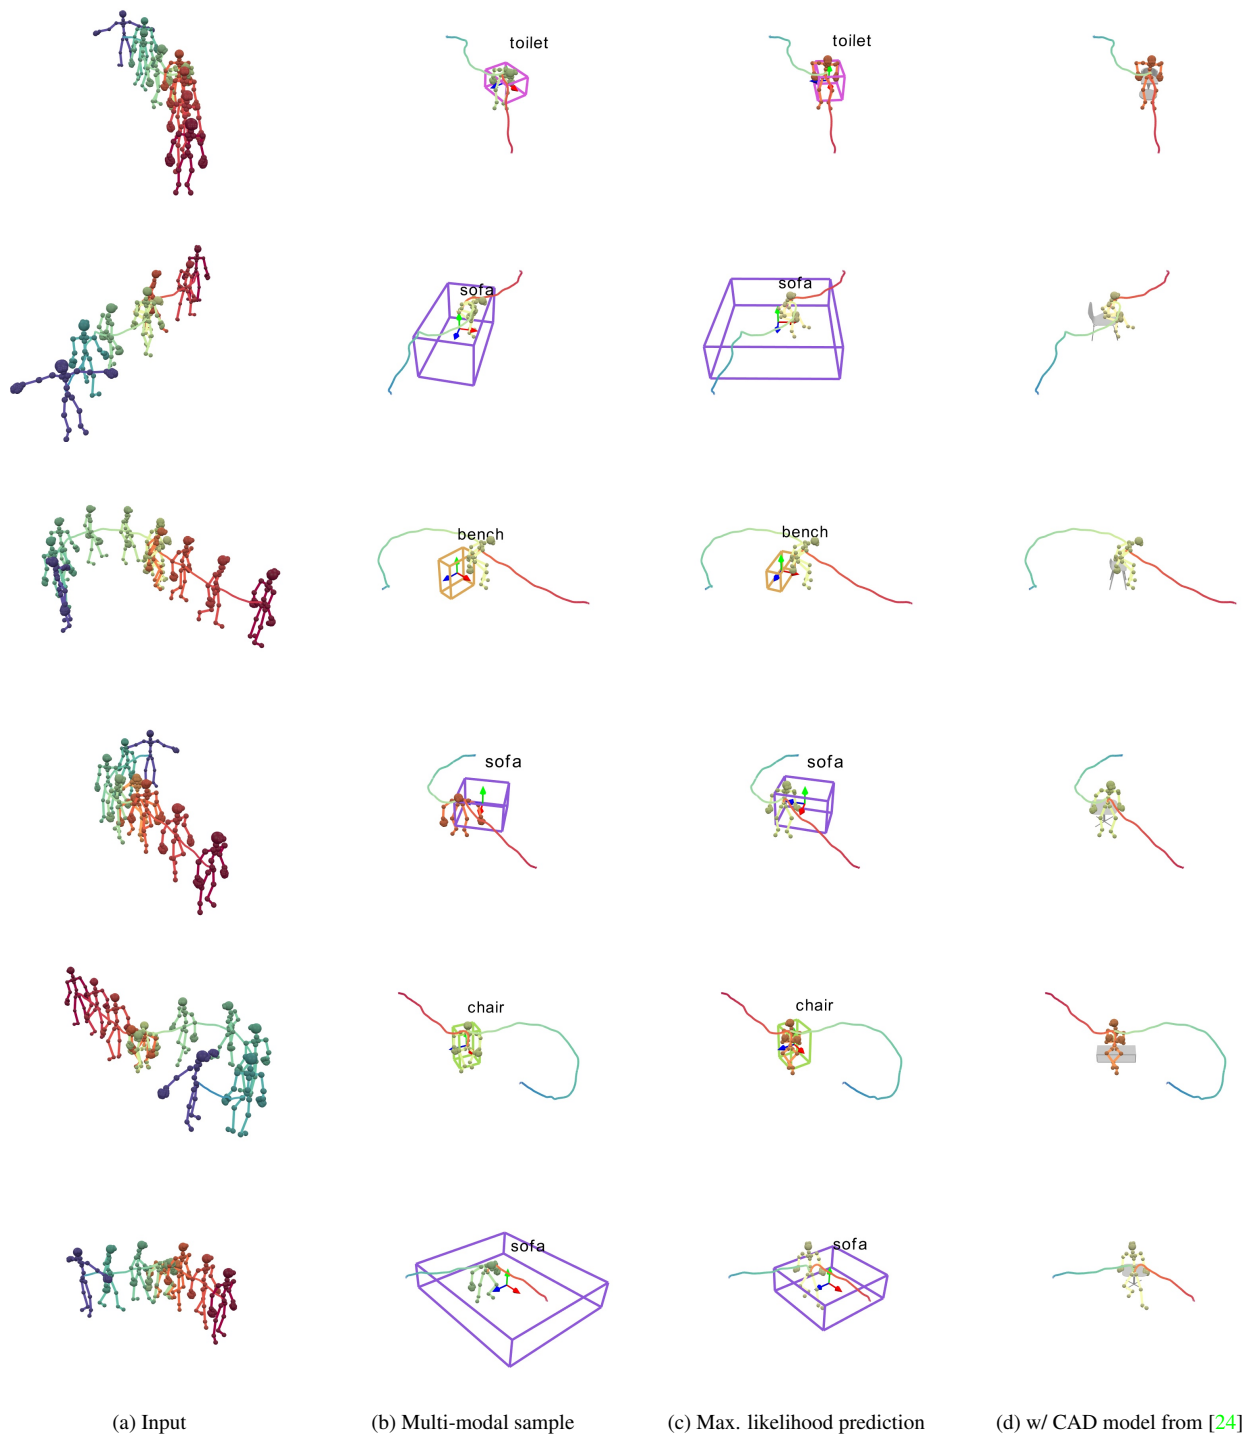 toilet
toilet
sofa
sofa
bench
bench
sofa
sofa
chair
chair
sofa
sofa
(a) Input
(b) Multi-modal sample
(c) Max. likelihood prediction
(d) w/ CAD model from [24]